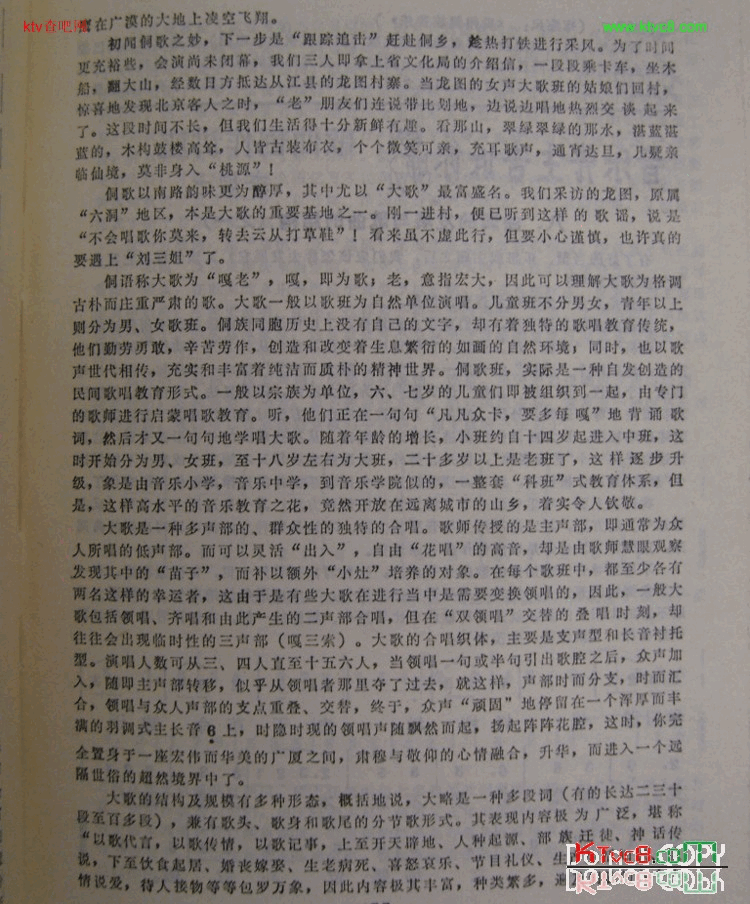 ktv查吧网
www.ktvc8.com
在广漠的大地上凌空飞翔。
初闻侗歌之妙，下一步是“跟踪追击”赶赴侗乡，趁热打铁进行采风。为了时间
更充裕些，会演尚未闭幕，我们三人即拿上省文化局的介绍信，一段段乘卡车，坐木
船，翻大山，经数日方抵达从江县的龙图村寨。当龙图的女声大歌班的姑娘们回村，
惊喜地发现北京客人之时，“老”朋友们连说带比划地，边说边唱地热烈交谈起来
了。这段时间不长，但我们生活得十分新鲜有趣。看那山，翠绿翠绿的那水，湛蓝湛
蓝的，木构鼓楼高耸，人皆古装布衣，个个微笑可亲，充耳歌声，通宵达旦，几疑亲
临仙境，莫非身入“桃源”！
侗歌以南路韵味更为醇厚，其中尤以“大歌”最富盛名。我们采访的龙图，原属
“六洞”地区，本是大歌的重要基地之一。刚一进村，便已听到这样的歌谣，说是
“不会唱歌你莫来，转去云从打草鞋”！看来虽不虚此行，但要小心谨慎，也许真的
要遇上“刘三姐”了。
侗语称大歌为“嘎老”，嘎，即为歌；老，意指宏大，因此可以理解大歌为格调
古朴而庄重严肃的歌。大歌一般以歌班为自然单位演唱。儿童班不分男女，青年以上
则分为男、女歌班。侗族同胞历史上没有自己的文字，却有着独特的歌唱教育传统，
他们勤劳勇敢，辛苦劳作，创造和改变着生息繁衍的如画的自然环境；同时，也以歌
声世代相传，充实和丰富着纯洁而质朴的精神世界。侗歌班，实际是一种自发创造的
民间歌唱教育形式。一般以宗族为单位，六、七岁的儿童们即被组织到一起，由专门
的歌师进行启蒙唱歌教育。听，他们正在一句句“凡凡众卡，要多每嘎”地背诵歌
词，然后才又一句句地学唱大歌。随着年龄的增长，小班约自十四岁起进入中班，这
时开始分为男、女班，至十八岁左右为大班，二十多岁以上是老班了，这样逐步升
级，象是由音乐小学，音乐中学，到音乐学院似的，一整套“科班”式教育体系，但
是，这样高水平的音乐教育之花，竟然开放在远离城市的山乡，着实令人钦敬。
大歌是一种多声部的、群众性的独特的合唱。歌师传授的是主声部，即通常为众
人所唱的低声部。而可以灵活“出入”，自由“花唱”的高音，却是由歌师慧眼观察
发现其中的“苗子”，而补以额外“小灶”培养的对象。在每个歌班中，都至少各有
两名这样的幸运者，这由于是有些大歌在进行当中是需要变换领唱的，因此，一般大
歌包括领唱、齐唱和由此产生的二声部合唱，但在“双领唱”交替的叠唱时刻，却
往往会出现临时性的三声部（嘎三索）。大歌的合唱织体，主要是支声型和长音衬托
型。演唱人数可从三、四人直至十五六人，当领唱一句或半句引出歌腔之后，众声加
入，随即主声部转移，似乎从领唱者那里夺了过去，就这样，声部时而分支，时而汇
合，领唱与众人声部的支点重叠、交替，终于，众声“顽固”地停留在一个浑厚而丰
满的羽调式主长音6̣上，时隐时现的领唱声随飘然而起，扬起阵阵花腔，这时，你完
全置身于一座宏伟而华美的广厦之间，肃穆与敬仰的心情融合，升华，而进入一个远
隔世俗的超然境界中了。
大歌的结构及规模有多种形态，概括地说，大略是一种多段词（有的长达二三十
段至百多段），兼有歌头、歌身和歌尾的分节歌形式。其表现内容极为广泛，堪称
“以歌代言，以歌传情，以歌记事，上至开天辟地、人种起源、部族迁徒、神话传
说，下至饮食起居、婚丧嫁娶、生老病死、喜怒哀乐、节日礼仪、生
情说爱，待人接物等等包罗万象，因此内容极其丰富，种类繁多，
Ktvc8.com